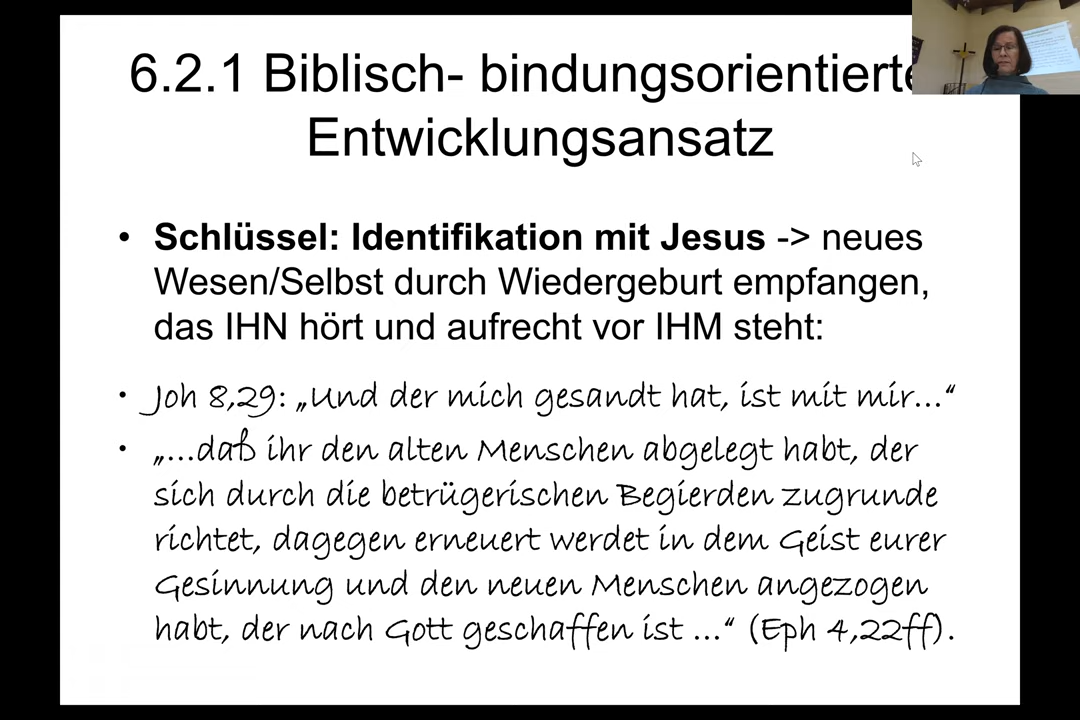 6.2.1 Biblisch- bindungsorientierte
Entwicklungsansatz
• Schlüssel: Identifikation mit Jesus -> neues
Wesen/Selbst durch Wiedergeburt empfangen,
das IHN hört und aufrecht vor IHM steht:
• Joh 8,29: „Und der mich gesandt hat, ist mit mir...“
• „...daß ihr den alten Menschen abgelegt habt, der
sich durch die betrügerischen Begierden zugrunde
richtet, dagegen erneuert werdet in dem Geist eurer
Gesinnung und den neuen Menschen angezogen
habt, der nach Gott geschaffen ist ...“ (Eph 4,22ff).